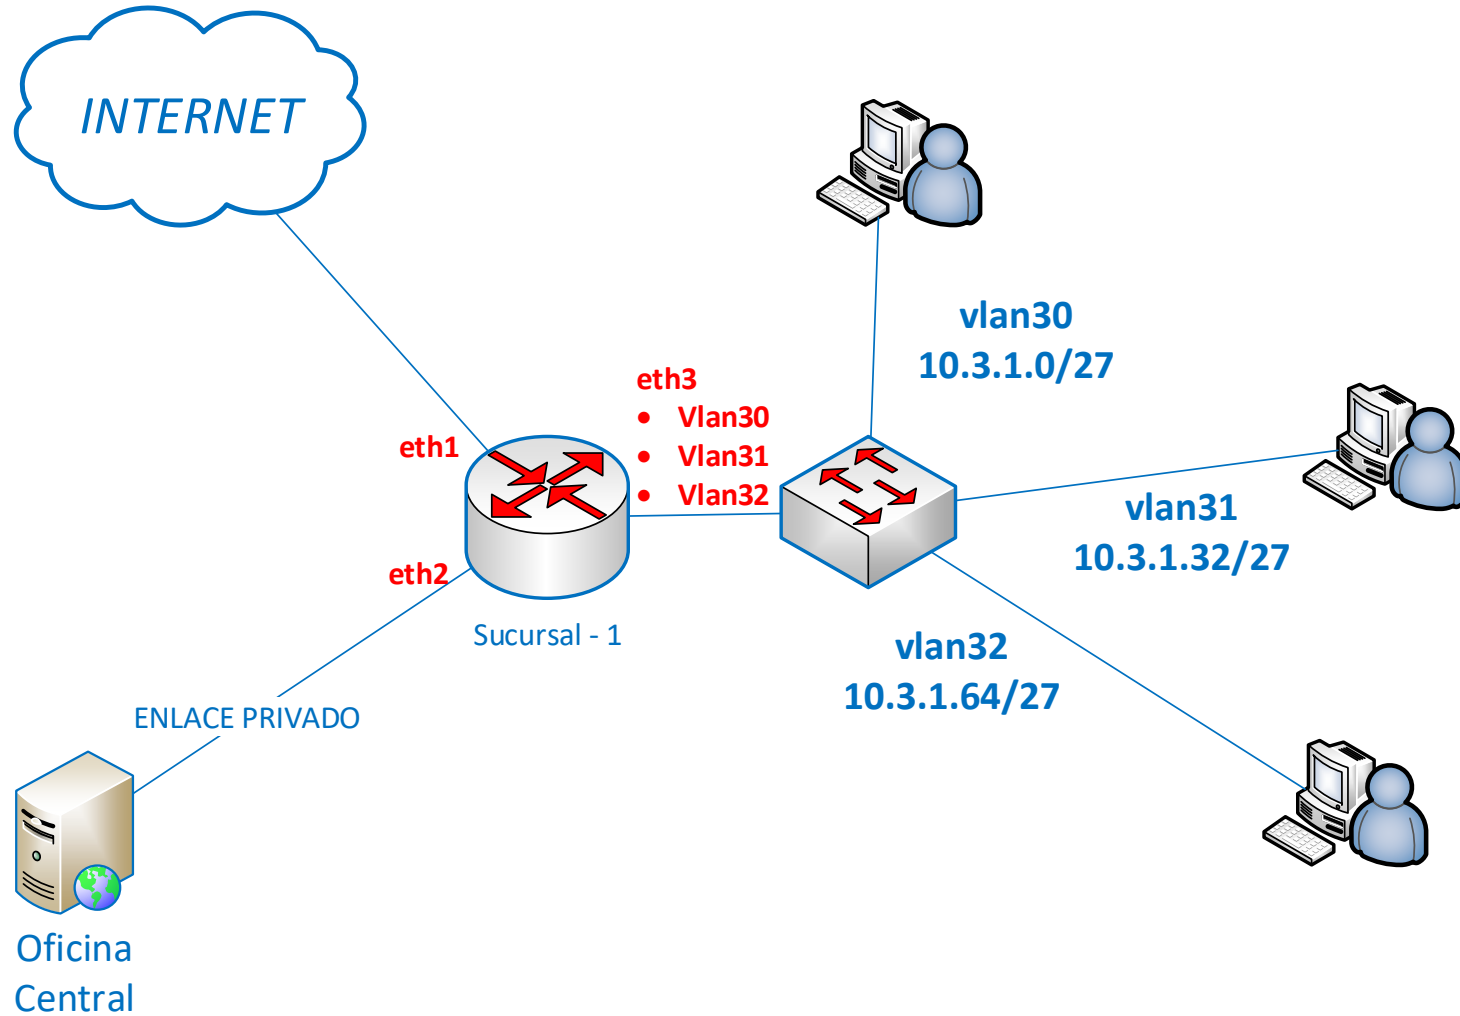 INTERNET
vlan30
10.3.1.0/27
eth3
• Vlan30
• Vlan31
• Vlan32
eth1
vlan31
10.3.1.32/27
eth2
Sucursal - 1
vlan32
10.3.1.64/27
ENLACE PRIVADO
Oficina
Central